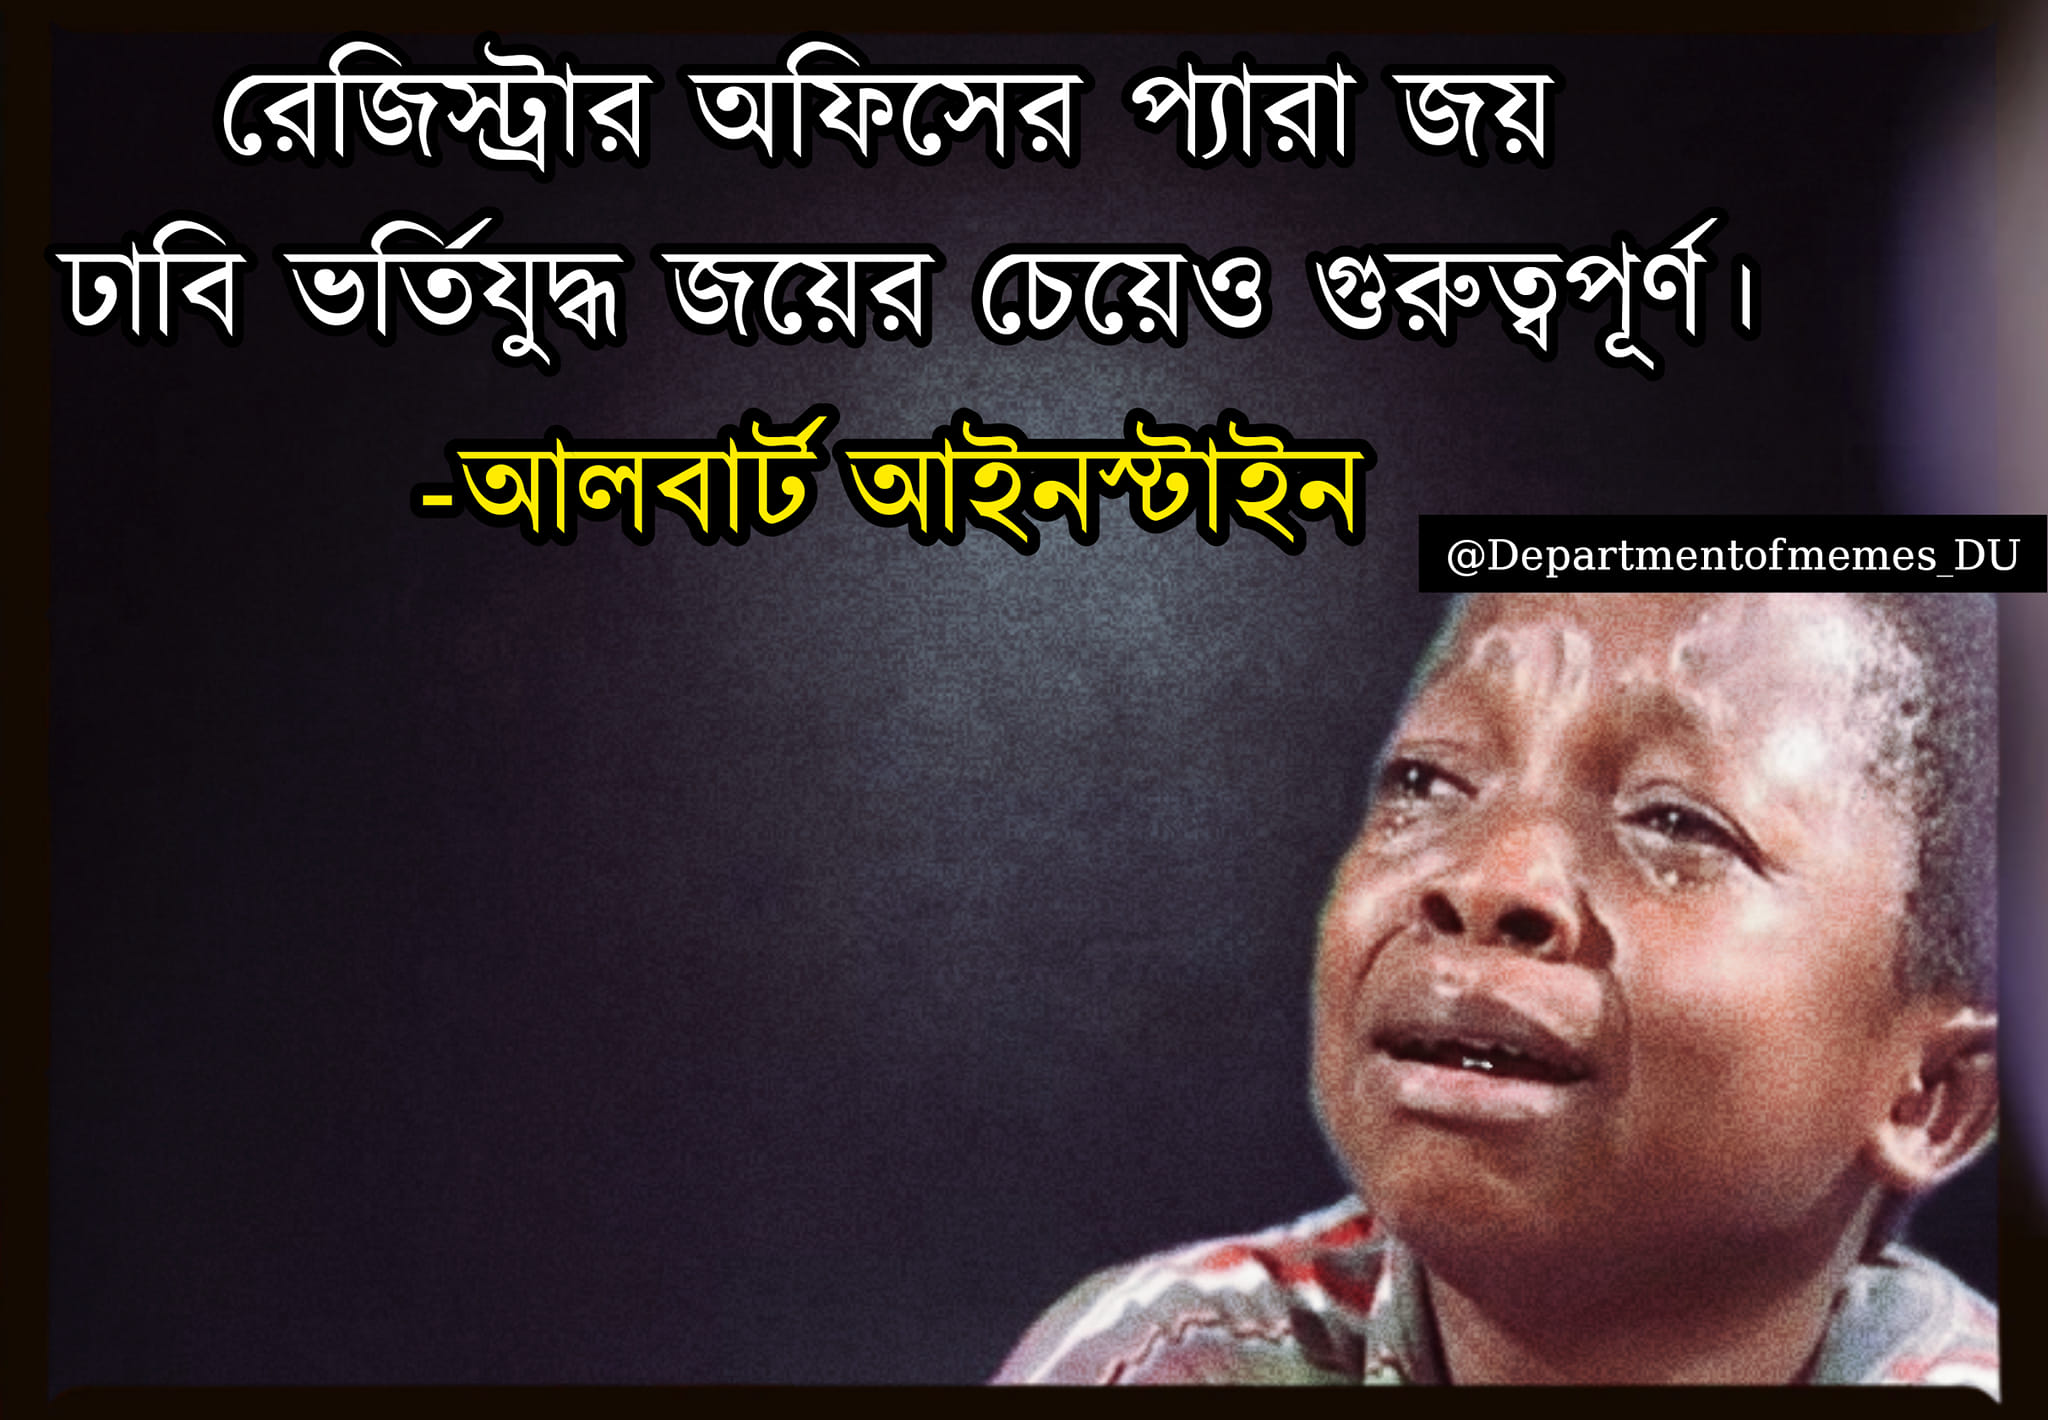 রেজিস্ট্রার অফিসের প্যারা জয়
ঢাবি ভর্তিযুদ্ধ জয়ের চেয়েও গুরুত্বপূর্ণ।
-আলবার্ট আইনস্টাইন
@Departmentofmemes_DU